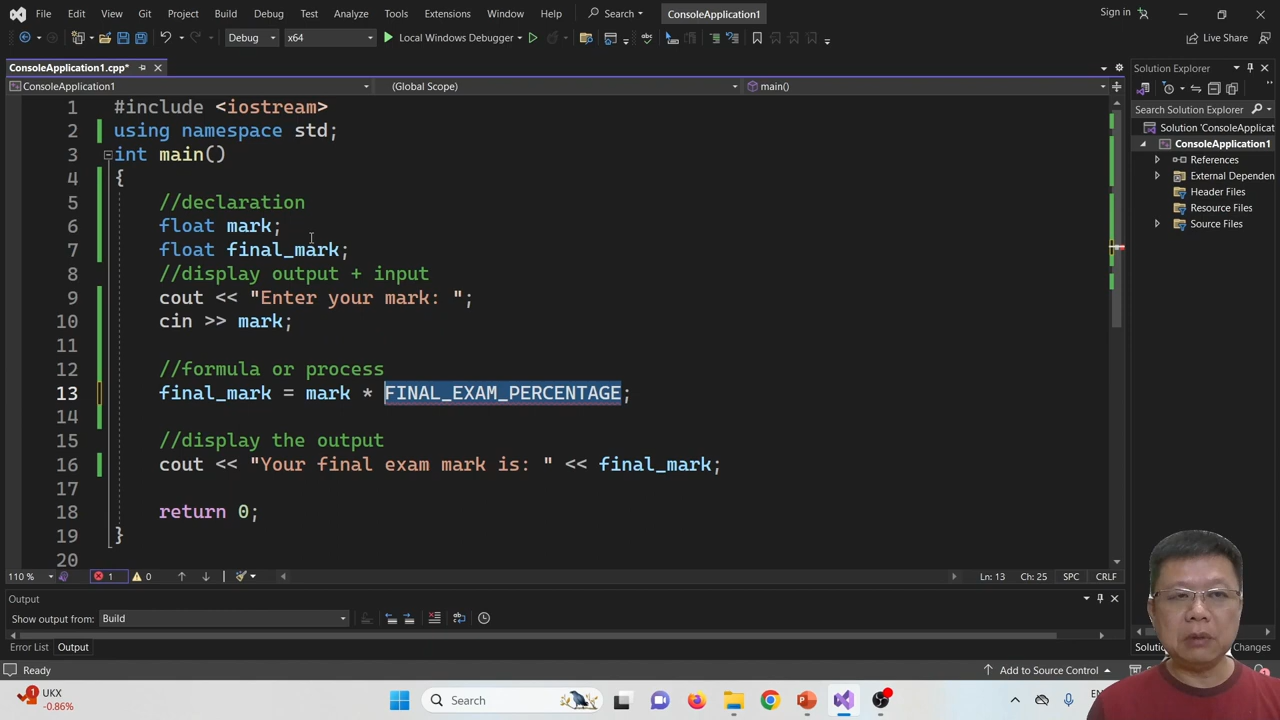 File Edit View Git Project Build Debug Test Analyze Tools Extensions Window Help Search ConsoleApplication1 Sign in
Debug x64 Local Windows Debugger Live Share
ConsoleApplication1.cpp* Solution Explorer
ConsoleApplication1 (Global Scope) main()
Search Solution Explorer
Solution 'ConsoleApplicat
ConsoleApplication1
References
External Dependen
Header Files
Resource Files
Source Files
1 #include <iostream>
2 using namespace std;
3 int main()
4 {
5 //declaration
6 float mark;
7 float final_mark;
8 //display output + input
9 cout << "Enter your mark: ";
10 cin >> mark;
11
12 //formula or process
13 final_mark = mark * FINAL_EXAM_PERCENTAGE;
14
15 //display the output
16 cout << "Your final exam mark is: " << final_mark;
17
18 return 0;
19 }
20
110 % 1 0 Ln: 13 Ch: 25 SPC CRLF
Output
Show output from: Build
Error List Output Changes
Ready Add to Source Control
1 UKX
-0.86%
Search